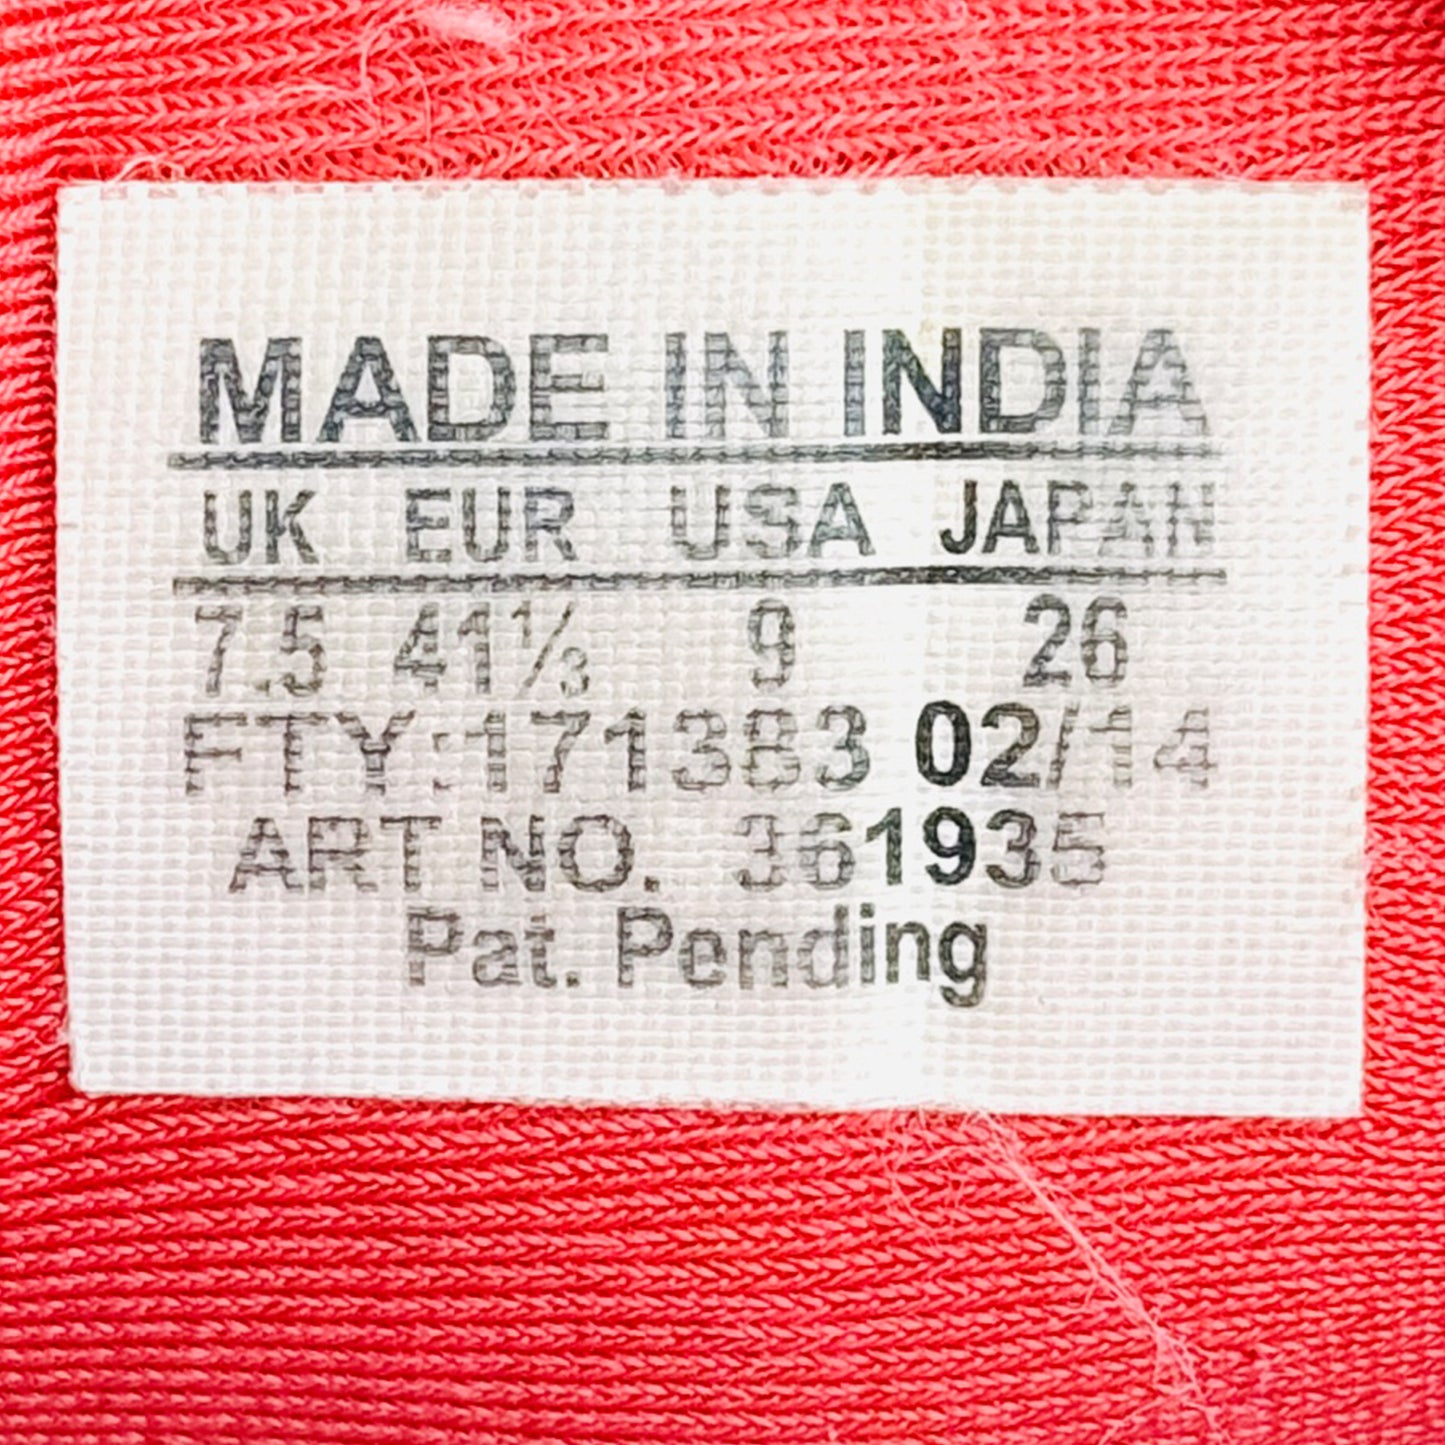 MADE IN INDIA
UK EUR USA JAPAN
7.5 41⅓ 9 26
FTY:171383 02/14
ART NO. 361935
Pat. Pending